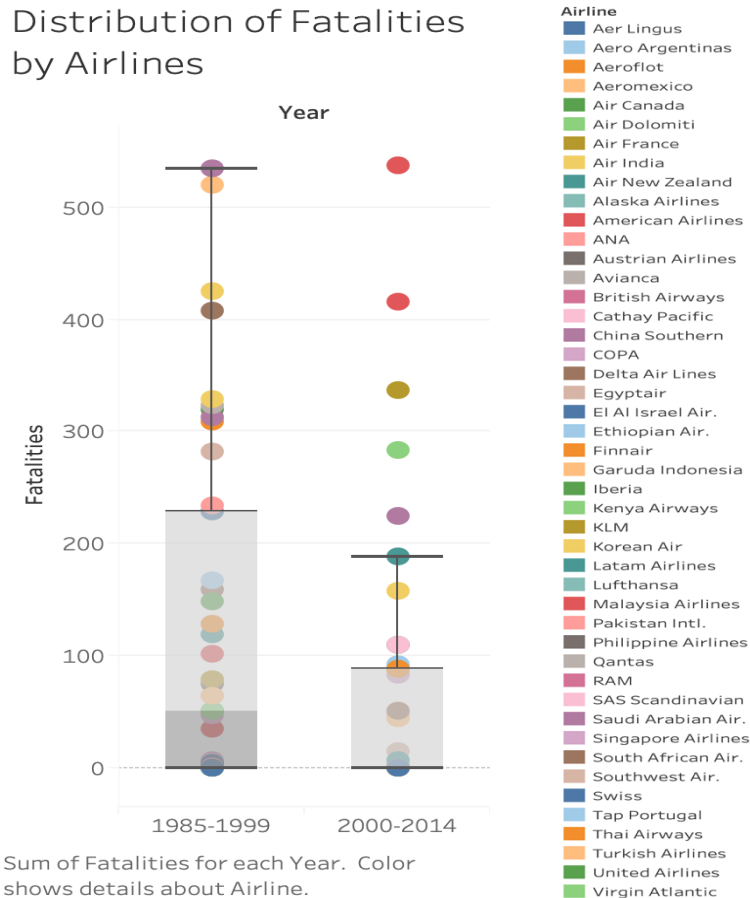 Distribution of Fatalities
by Airlines
Year
Fatalities
500
400
300
200
100
0
1985-1999
2000-2014
Sum of Fatalities for each Year. Color
shows details about Airline.
Airline
Aer Lingus
Aero Argentinas
Aeroflot
Aeromexico
Air Canada
Air Dolomiti
Air France
Air India
Air New Zealand
Alaska Airlines
American Airlines
ANA
Austrian Airlines
Avianca
British Airways
Cathay Pacific
China Southern
COPA
Delta Air Lines
Egyptair
El Al Israel Air.
Ethiopian Air.
Finnair
Garuda Indonesia
Iberia
Kenya Airways
KLM
Korean Air
Latam Airlines
Lufthansa
Malaysia Airlines
Pakistan Intl.
Philippine Airlines
Qantas
RAM
SAS Scandinavian
Saudi Arabian Air.
Singapore Airlines
South African Air.
Southwest Air.
Swiss
Tap Portugal
Thai Airways
Turkish Airlines
United Airlines
Virgin Atlantic